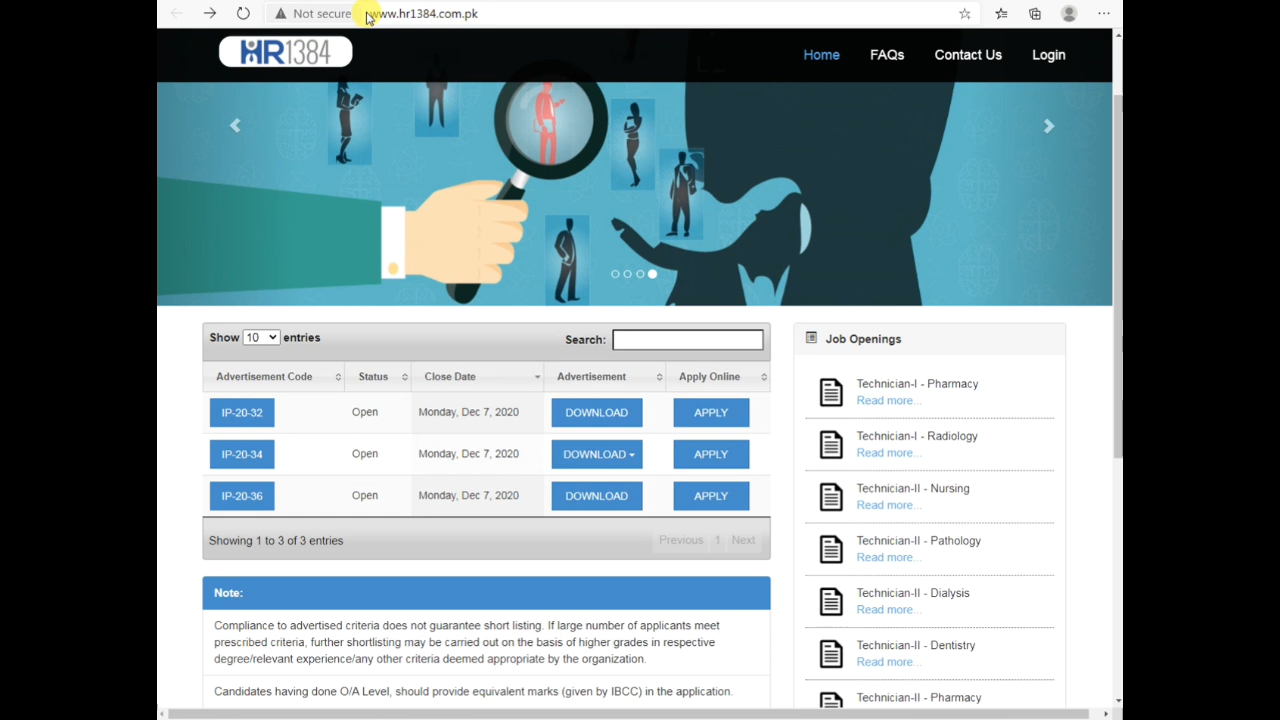 Not secure
www.hr1384.com.pk
HR1384
Home
FAQs
Contact Us
Login
Show 10 entries
Search:
Advertisement Code
Status
Close Date
Advertisement
Apply Online
IP-20-32
Open
Monday, Dec 7, 2020
DOWNLOAD
APPLY
IP-20-34
Open
Monday, Dec 7, 2020
DOWNLOAD
APPLY
IP-20-36
Open
Monday, Dec 7, 2020
DOWNLOAD
APPLY
Showing 1 to 3 of 3 entries
Previous
1
Next
Note:
Compliance to advertised criteria does not guarantee short listing. If large number of applicants meet
prescribed criteria, further shortlisting may be carried out on the basis of higher grades in respective
degree/relevant experience/any other criteria deemed appropriate by the organization.
Candidates having done O/A Level, should provide equivalent marks (given by IBCC) in the application.
Job Openings
Technician-I - Pharmacy
Read more...
Technician-I - Radiology
Read more...
Technician-II - Nursing
Read more...
Technician-II - Pathology
Read more...
Technician-II - Dialysis
Read more...
Technician-II - Dentistry
Read more...
Technician-II - Pharmacy